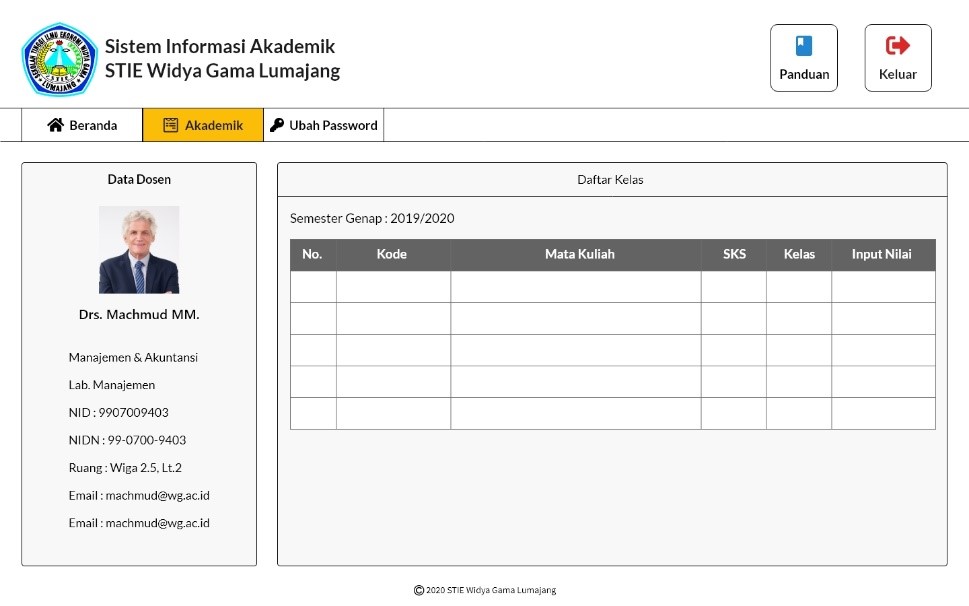 SEKOLAH TINGGI ILMU EKONOMI WIDYA GAMA
STIE
LUMAJANG
Sistem Informasi Akademik
STIE Widya Gama Lumajang
Panduan
Keluar
Beranda
Akademik
Ubah Password
Data Dosen
Drs. Machmud MM.
Manajemen & Akuntansi
Lab. Manajemen
NID : 9907009403
NIDN : 99-0700-9403
Ruang : Wiga 2.5, Lt.2
Email : machmud@wg.ac.id
Email : machmud@wg.ac.id
Daftar Kelas
Semester Genap : 2019/2020
No. Kode Mata Kuliah SKS Kelas Input Nilai
© 2020 STIE Widya Gama Lumajang